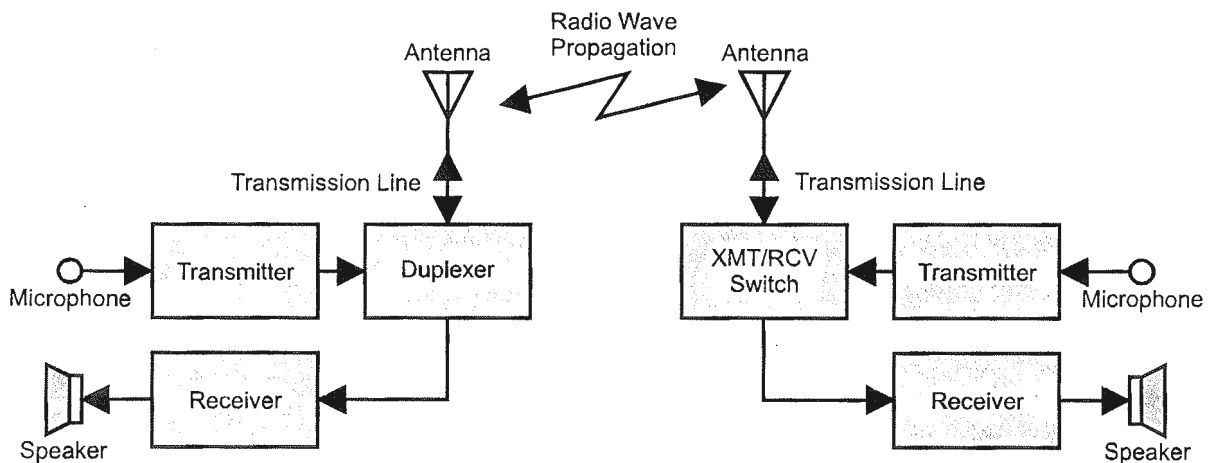 Radio Wave
Propagation
Antenna
Antenna
Transmission Line
Transmission Line
Transmitter
Duplexer
XMT/RCV
Switch
Transmitter
Microphone
Microphone
Receiver
Receiver
Speaker
Speaker